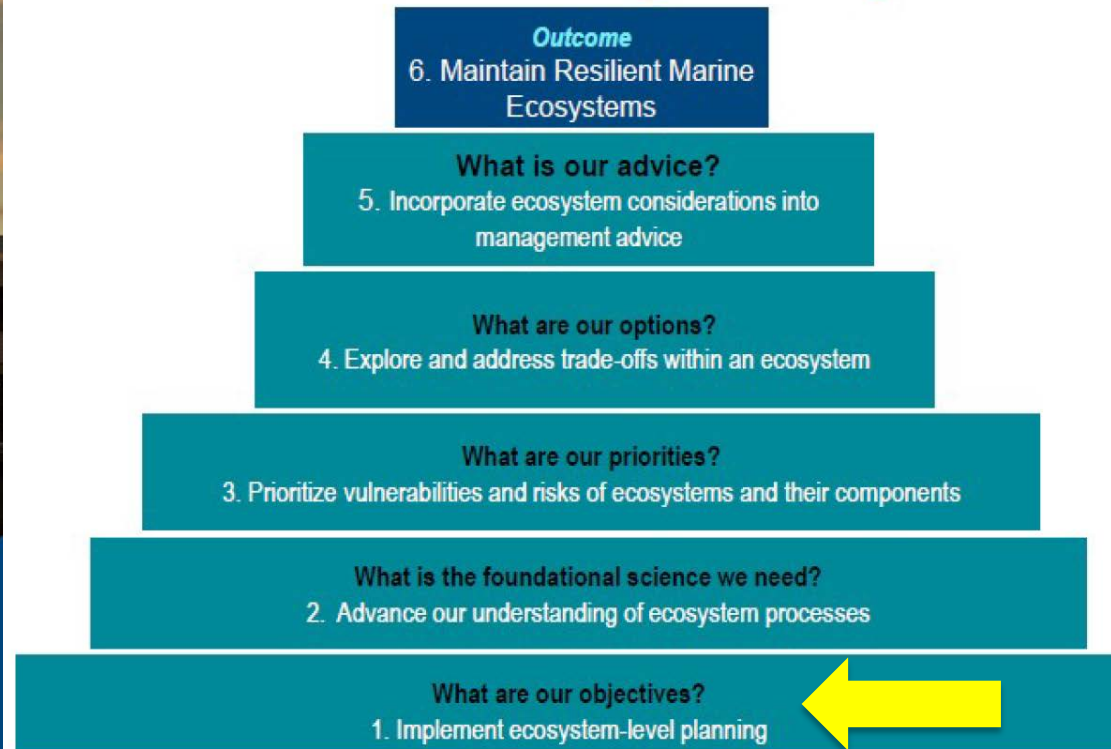 Outcome
6. Maintain Resilient Marine
Ecosystems
What is our advice?
5. Incorporate ecosystem considerations into
management advice
What are our options?
4. Explore and address trade-offs within an ecosystem
What are our priorities?
3. Prioritize vulnerabilities and risks of ecosystems and their components
What is the foundational science we need?
2. Advance our understanding of ecosystem processes
What are our objectives?
1. Implement ecosystem-level planning